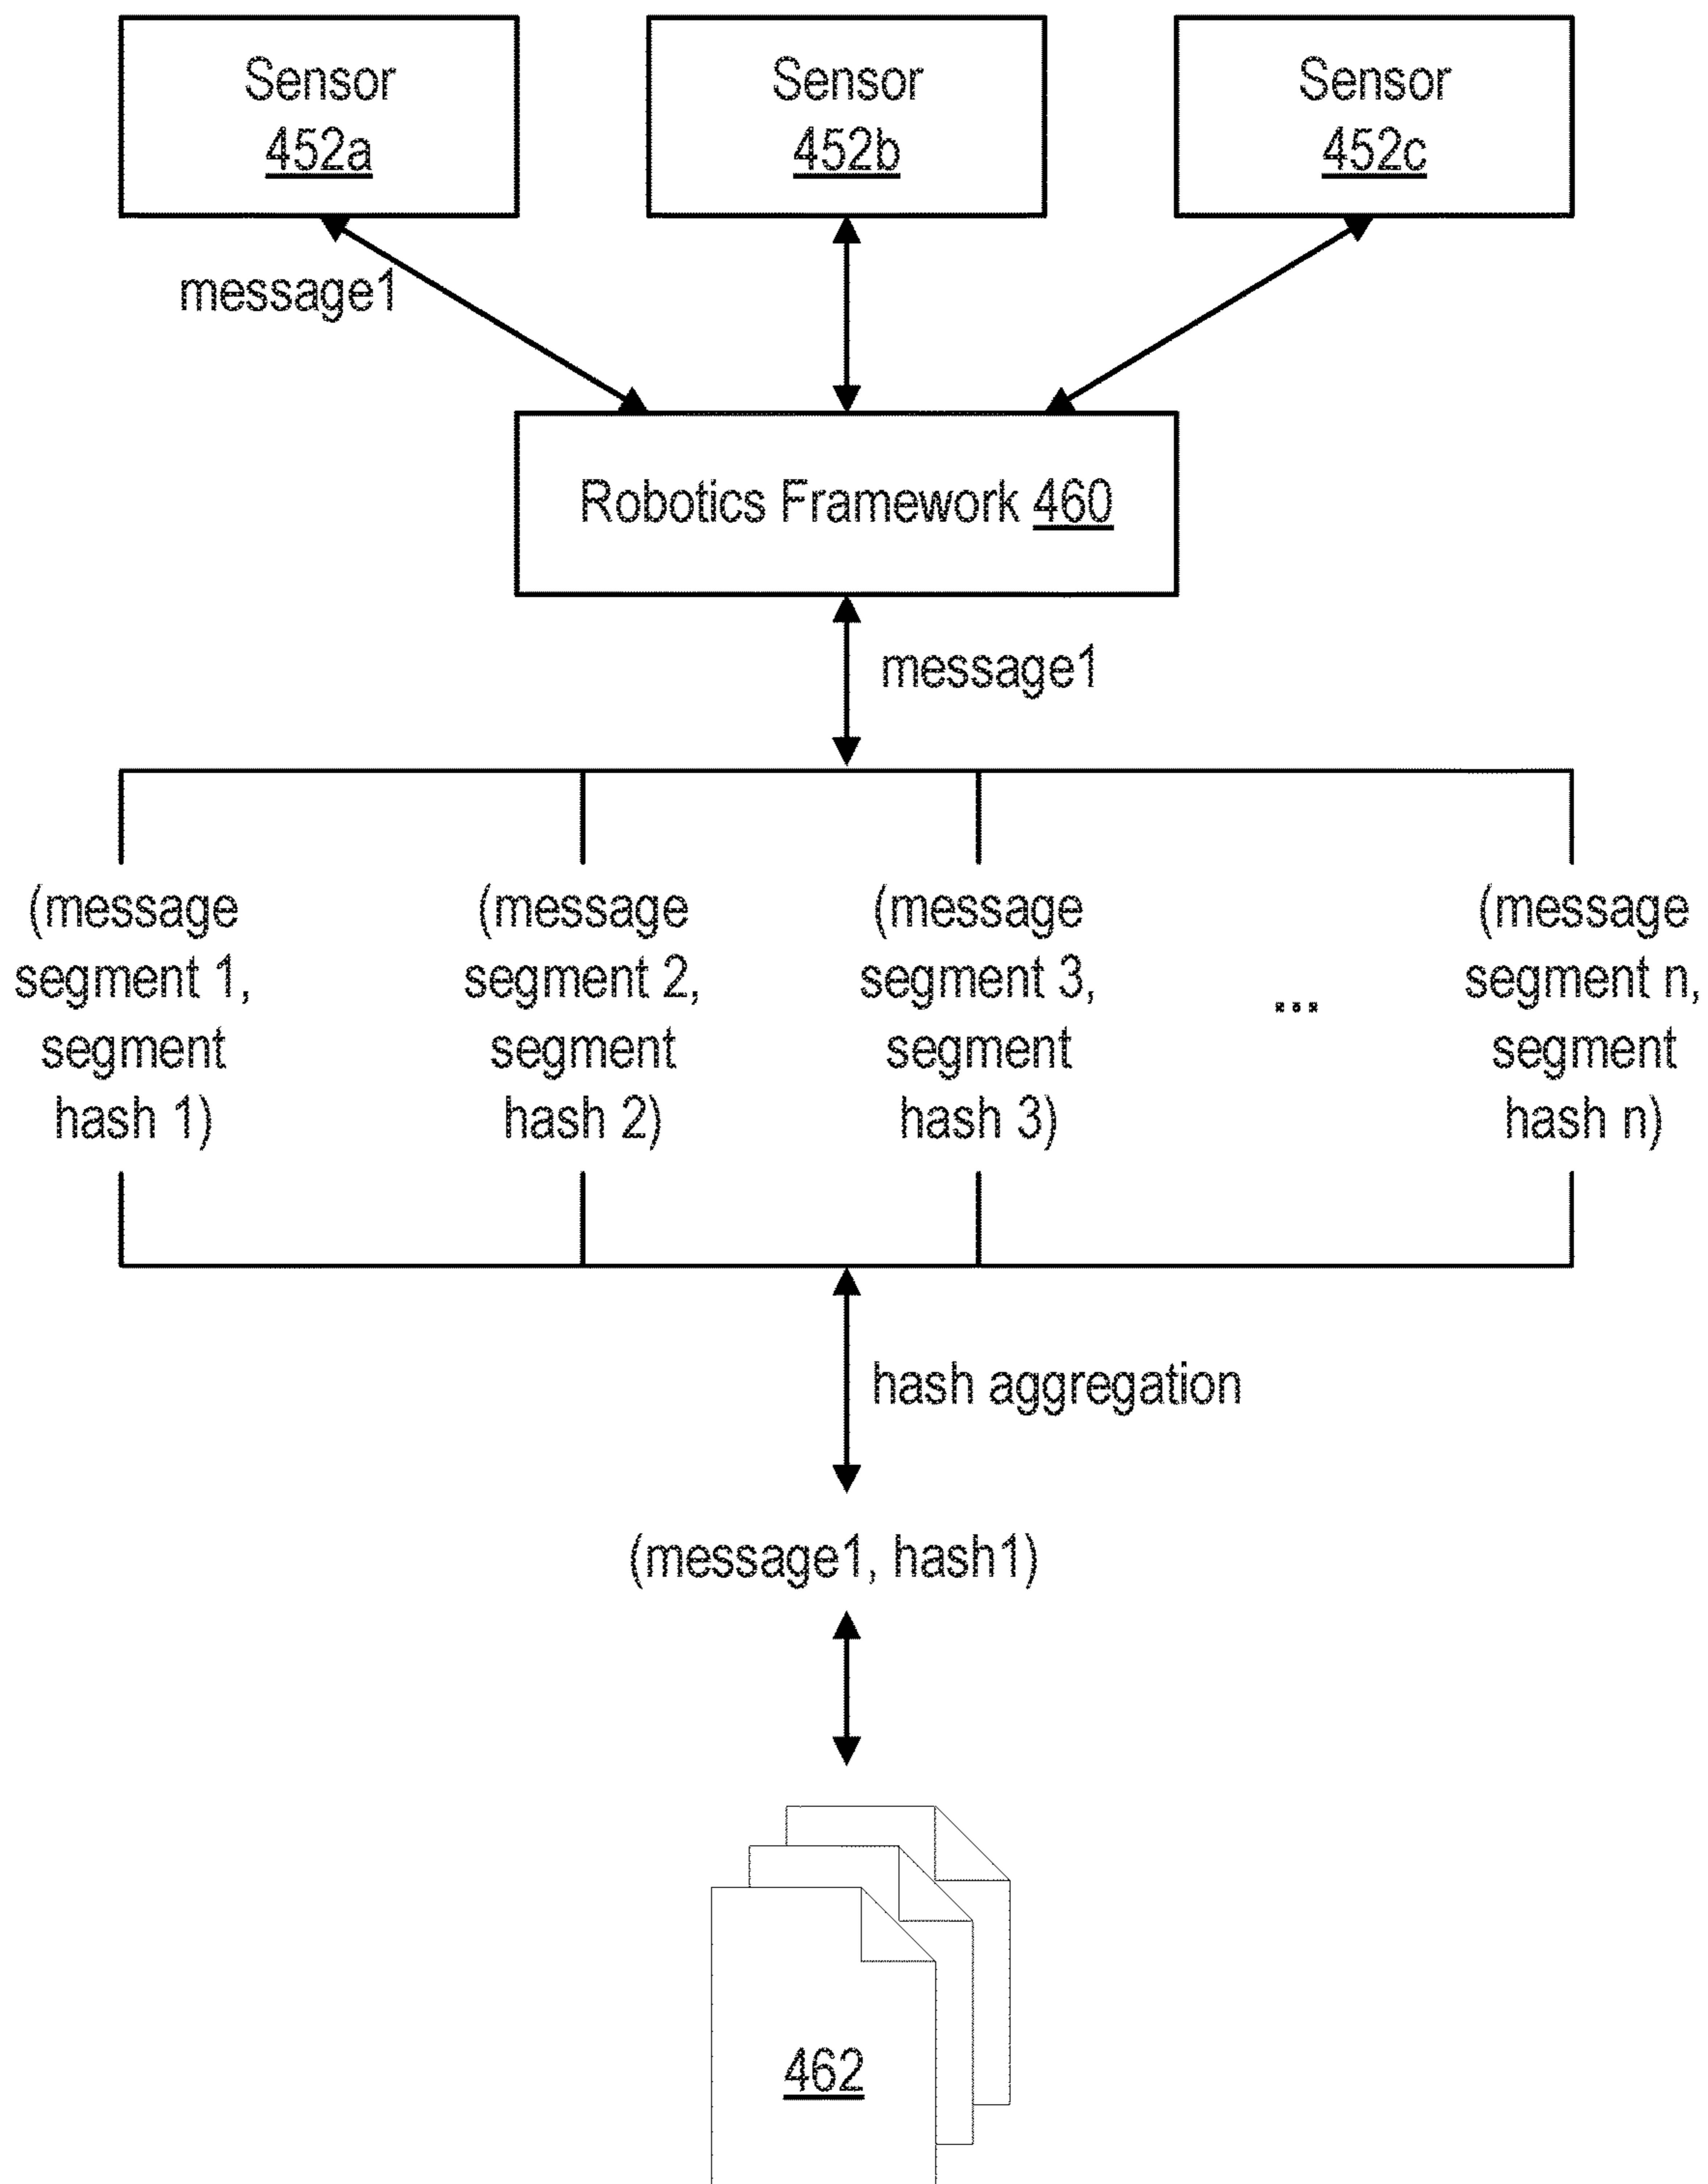 Sensor
452a
Sensor
452b
Sensor
452c
message1
Robotics Framework 460
message1
(message
segment 1,
segment
hash 1)
(message
segment 2,
segment
hash 2)
(message
segment 3,
segment
hash 3)
...
(message
segment n,
segment
hash n)
hash aggregation
(message1, hash1)
462